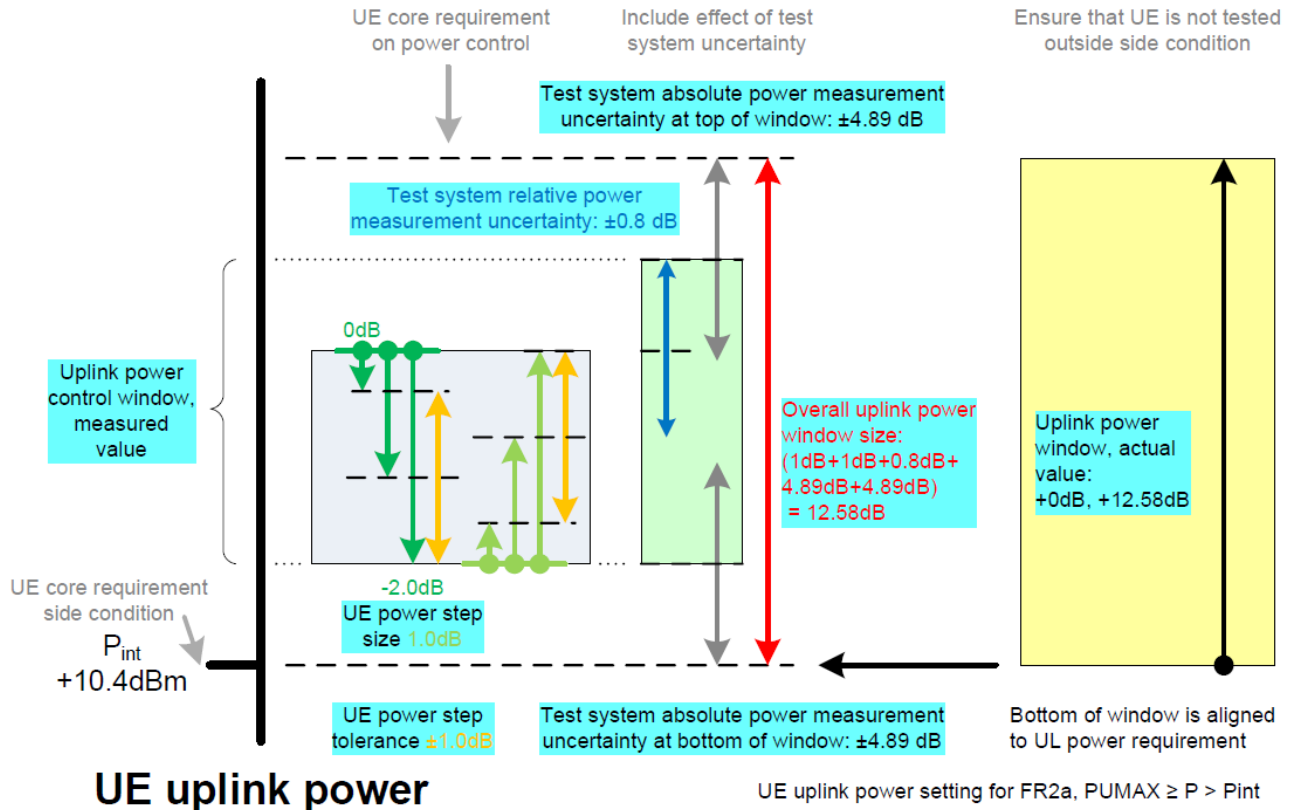 UE core requirement
on power control
Include effect of test
system uncertainty
Ensure that UE is not tested
outside side condition
Test system absolute power measurement
uncertainty at top of window: ±4.89 dB
Test system relative power
measurement uncertainty: ±0.8 dB
0dB
Uplink power
control window,
measured
value
Overall uplink power
window size:
(1dB+1dB+0.8dB+
4.89dB+4.89dB)
= 12.58dB
Uplink power
window, actual
value:
+0dB, +12.58dB
-2.0dB
UE power step
size 1.0dB
UE core requirement
side condition
Pint
+10.4dBm
UE power step
tolerance ±1.0dB
Test system absolute power measurement
uncertainty at bottom of window: ±4.89 dB
Bottom of window is aligned
to UL power requirement
UE uplink power
UE uplink power setting for FR2a, PUMAX ≥ P > Pint